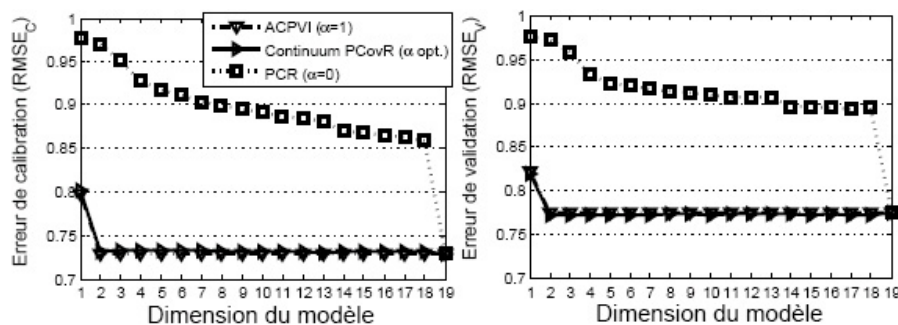 Erreur de calibration (RMSE_C)
1
0.95
0.9
0.85
0.8
0.75
0.7
1 2 3 4 5 6 7 8 9 10 11 12 13 14 15 16 17 18 19
Dimension du modèle
ACPVI (α=1)
Continuum PCovR (α opt.)
PCR (α=0)
Erreur de validation (RMSE_V)
1
0.95
0.9
0.85
0.8
0.75
0.7
1 2 3 4 5 6 7 8 9 10 11 12 13 14 15 16 17 18 19
Dimension du modèle